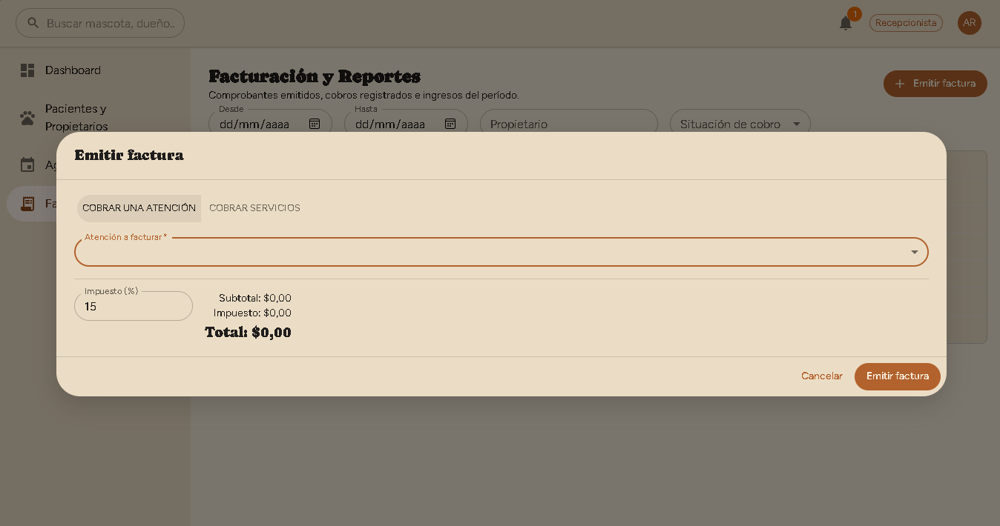 Buscar mascota, dueño..
1
Recepcionista
AR
Dashboard
Pacientes y
Propietarios
Facturación y Reportes
Comprobantes emitidos, cobros registrados e ingresos del período.
Emitir factura
Desde
dd/mm/aaaa
Hasta
dd/mm/aaaa
Propietario
Situación de cobro
Ag
Fa
Emitir factura
COBRAR UNA ATENCIÓN
COBRAR SERVICIOS
Atención a facturar *
Impuesto (%)
15
Subtotal: $0,00
Impuesto: $0,00
Total: $0,00
Cancelar
Emitir factura